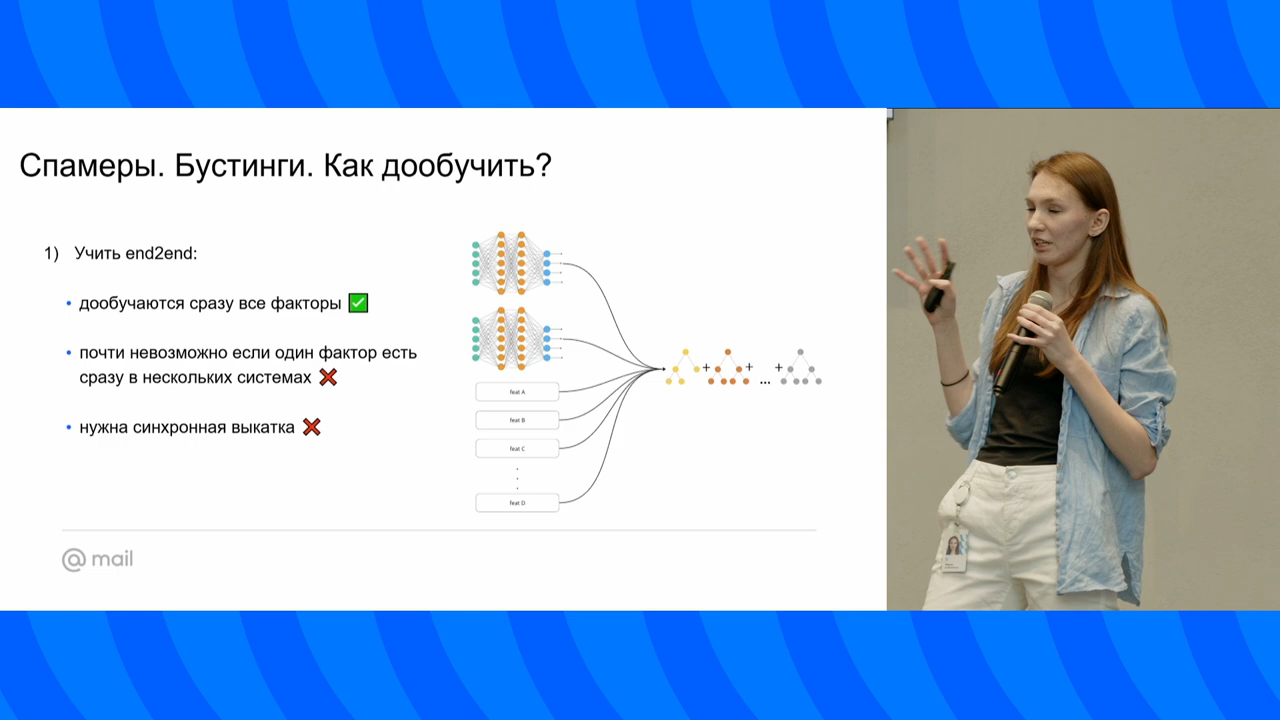 Спамеры. Бустинги. Как дообучить?
1) Учить end2end:
• дообучаются сразу все факторы ✅
• почти невозможно если один фактор есть
сразу в нескольких системах ❌
• нужна синхронная выкатка ❌
feat A
feat B
feat C
feat D
+ + ... +
@mail